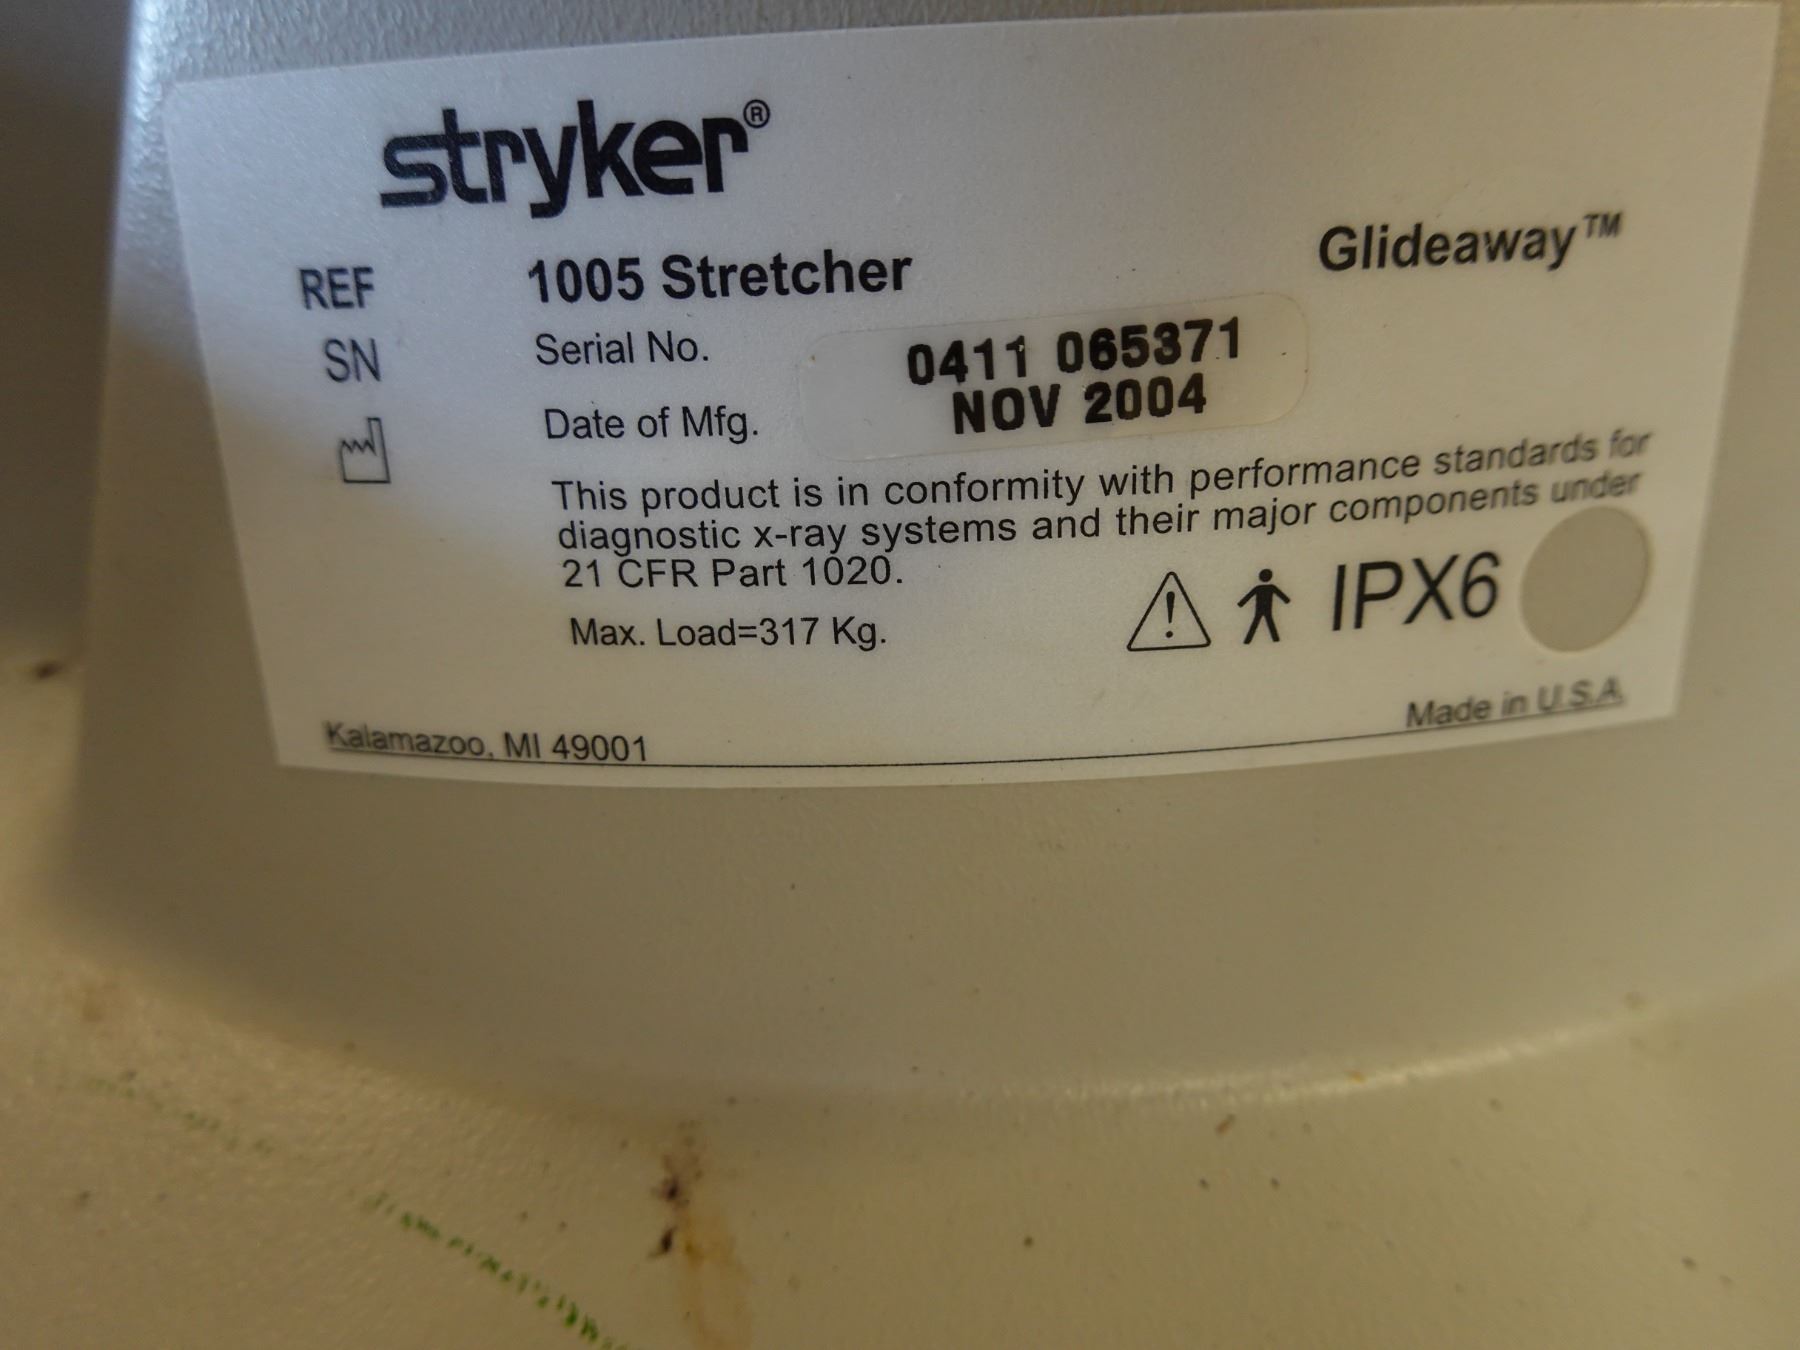 stryker®
REF 1005 Stretcher Glideaway™
SN Serial No. 0411 065371
Date of Mfg. NOV 2004
This product is in conformity with performance standards for
diagnostic x-ray systems and their major components under
21 CFR Part 1020.
Max. Load=317 Kg. IPX6
Kalamazoo, MI 49001 Made in U.S.A.